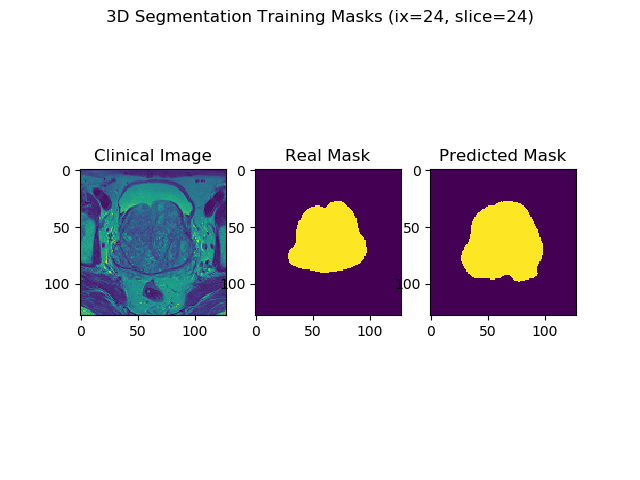 3D Segmentation Training Masks (ix=24, slice=24)
Clinical Image Real Mask Predicted Mask
0 0 0
50 50 50
100 100 100
0 50 100 0 50 100 0 50 100